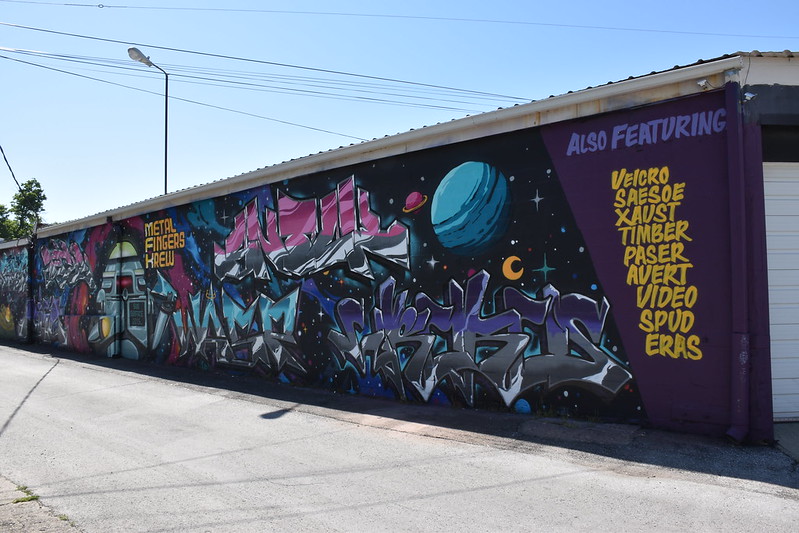 METAL
FINGERS
KREW
ALSO FEATURING
VELCRO
SAESOE
XAUST
TIMBER
PASER
AVERT
VIDEO
SPUD
ERAS